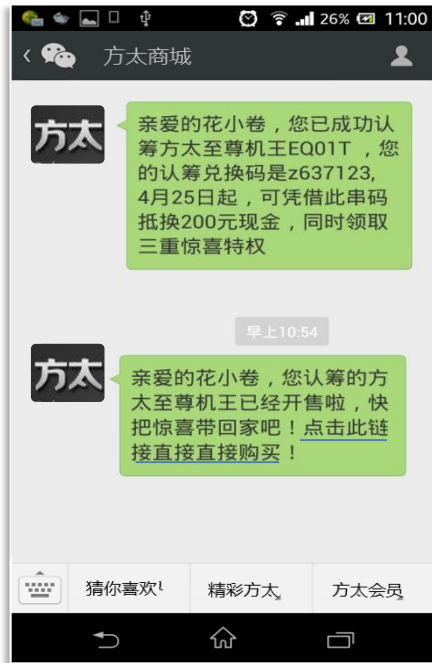 26% 11:00
方太商城
方太
亲爱的花小卷，您已成功认
筹方太至尊机王EQ01T ，您
的认筹兑换码是z637123,
4月25日起，可凭借此串码
抵换200元现金，同时领取
三重惊喜特权
早上10:54
方太
亲爱的花小卷，您认筹的方
太至尊机王已经开售啦，快
把惊喜带回家吧！点击此链
接直接直接购买！
猜你喜欢 精彩方太 方太会员